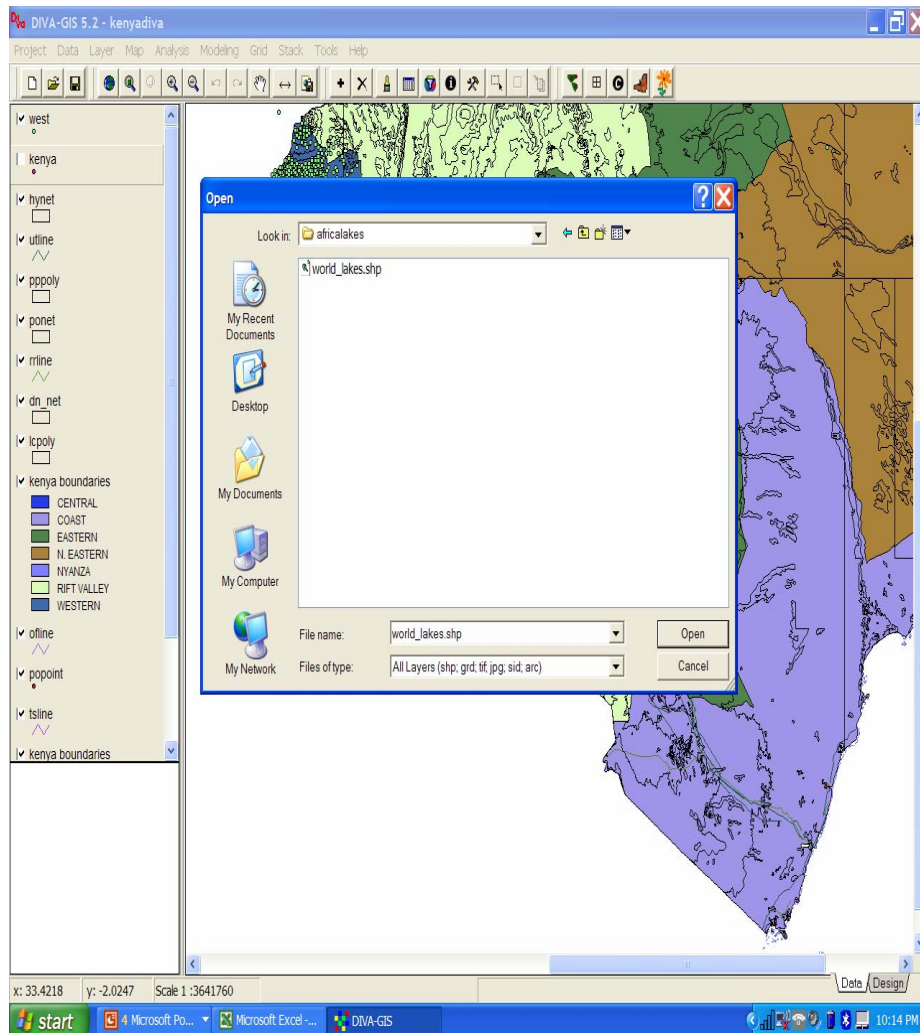 DIVA-GIS 5.2 - kenyadiva
Project Data Layer Map Analysis Modeling Grid Stack Tools Help
west
kenya
hynet
utline
pppoly
ponet
rrline
dn_net
lcpoly
kenya boundaries
CENTRAL
COAST
EASTERN
N. EASTERN
NYANZA
RIFT VALLEY
WESTERN
ofline
popoint
tsline
kenya boundaries
Open
Look in: africalakes
world_lakes.shp
My Recent
Documents
Desktop
My Documents
My Computer
My Network
File name: world_lakes.shp Open
Files of type: All Layers (shp; grd; tif; jpg; sid; arc) Cancel
x: 33.4218 y: -2.0247 Scale 1 :3641760 Data Design
start 4 Microsoft Po... Microsoft Excel -... DIVA-GIS 10:14 PM